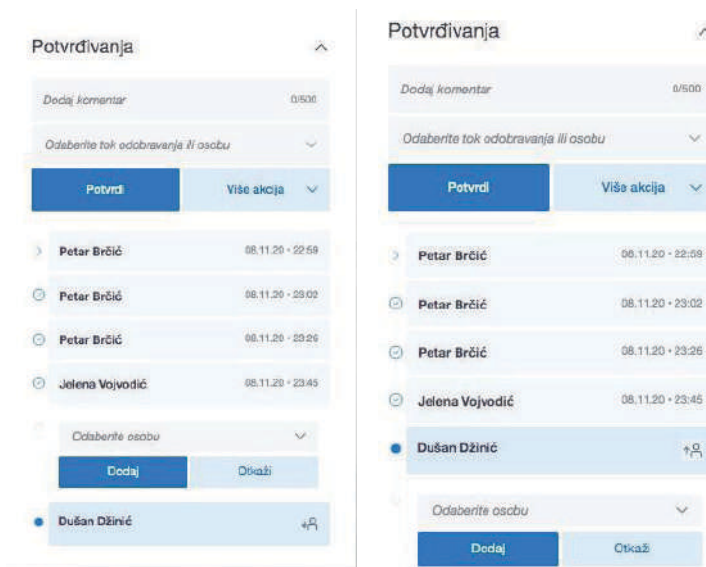 Potvrđivanja
Dodaj komentar 0/500
Odaberite tok odobravanja ili osobu
Potvrdi Više akcija
Petar Brčić 08.11.20 • 22:59
Petar Brčić 08.11.20 • 23:02
Petar Brčić 08.11.20 • 23:26
Jelena Vojvodić 08.11.20 • 23:45
Odaberite osobu
Dodaj Otkaži
Dušan Džinić
Potvrđivanja
Dodaj komentar 0/500
Odaberite tok odobravanja ili osobu
Potvrdi Više akcija
Petar Brčić 08.11.20 • 22:59
Petar Brčić 08.11.20 • 23:02
Petar Brčić 08.11.20 • 23:26
Jelena Vojvodić 08.11.20 • 23:45
Dušan Džinić
Odaberite osobu
Dodaj Otkaži